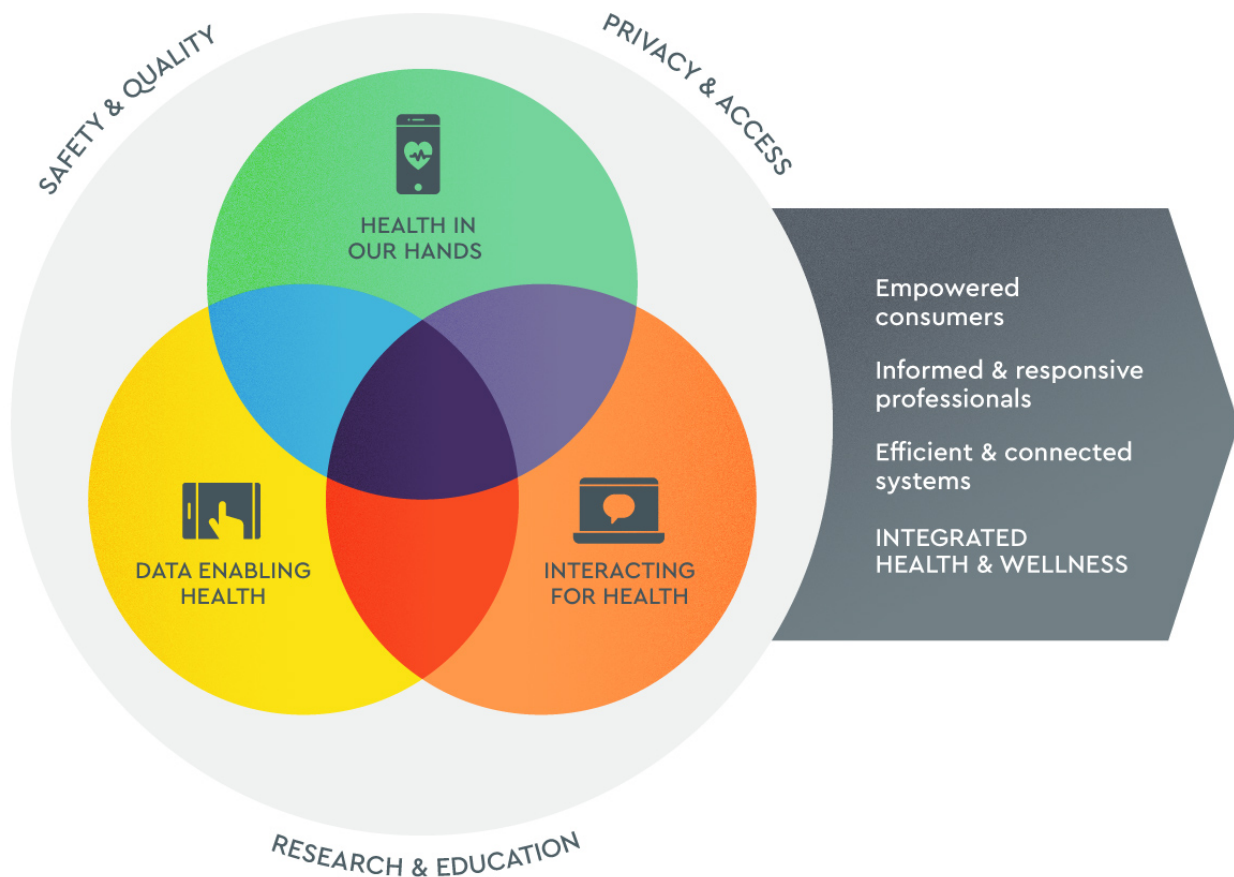 SAFETY & QUALITY
PRIVACY & ACCESS
HEALTH IN
OUR HANDS
DATA ENABLING
HEALTH
INTERACTING
FOR HEALTH
RESEARCH & EDUCATION
Empowered
consumers
Informed & responsive
professionals
Efficient & connected
systems
INTEGRATED
HEALTH & WELLNESS